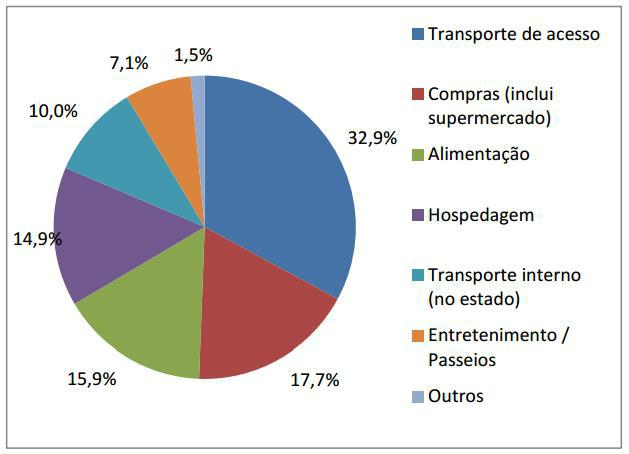 1,5%
7,1%
10,0%
32,9%
14,9%
15,9%
17,7%
Transporte de acesso
Compras (inclui
supermercado)
Alimentação
Hospedagem
Transporte interno
(no estado)
Entretenimento /
Passeios
Outros